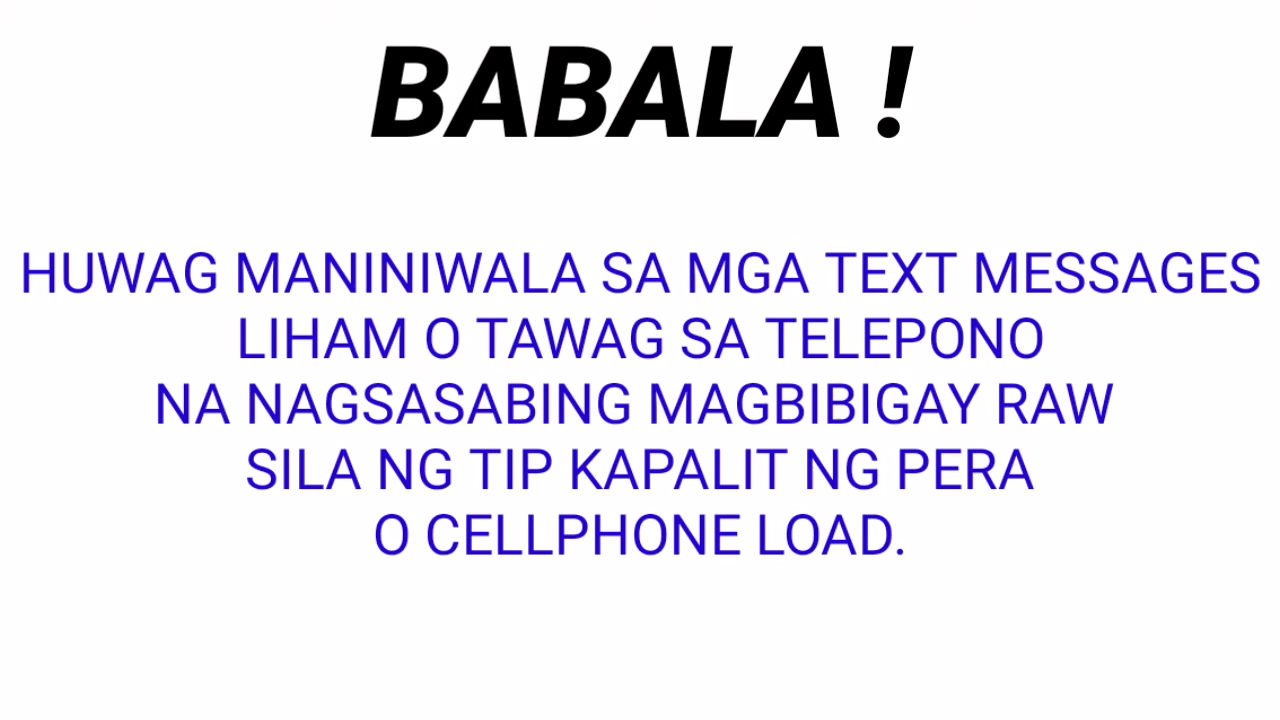 BABALA !
HUWAG MANINIWALA SA MGA TEXT MESSAGES
LIHAM O TAWAG SA TELEPONO
NA NAGSASABING MAGBIBIGAY RAW
SILA NG TIP KAPALIT NG PERA
O CELLPHONE LOAD.